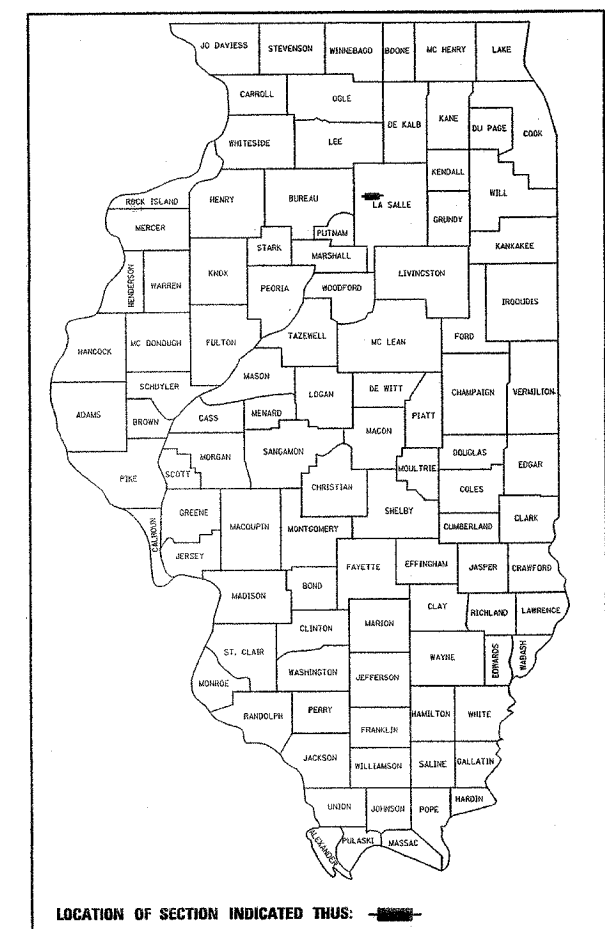 JO DAVIESS STEVENSON WINNEBAGO BOONE MC HENRY LAKE
CARROLL OGLE
DE KALB KANE DU PAGE COOK
WHITESIDE LEE
KENDALL WILL
ROCK ISLAND HENRY BUREAU LA SALLE
GRUNDY
MERCER PUTNAM
STARK MARSHALL KANKAKEE
HENDERSON WARREN KNOX PEORIA WOODFORD LIVINGSTON
IROQUOIS
HANCOCK MC DONOUGH FULTON TAZEWELL MC LEAN FORD
SCHUYLER MASON
ADAMS BROWN CASS MENARD LOGAN DE WITT PIATT CHAMPAIGN VERMILION
MACON
PIKE SCOTT MORGAN SANGAMON MOULTRIE DOUGLAS EDGAR
CHRISTIAN COLES
CALHOUN GREENE MACOUPIN MONTGOMERY SHELBY CUMBERLAND CLARK
JERSEY
FAYETTE EFFINGHAM JASPER CRAWFORD
MADISON BOND
CLAY RICHLAND LAWRENCE
CLINTON MARION
ST. CLAIR WAYNE EDWARDS WABASH
WASHINGTON JEFFERSON
MONROE
RANDOLPH PERRY HAMILTON WHITE
FRANKLIN
JACKSON WILLIAMSON SALINE GALLATIN
UNION JOHNSON POPE HARDIN
ALEXANDER PULASKI MASSAC
LOCATION OF SECTION INDICATED THUS: